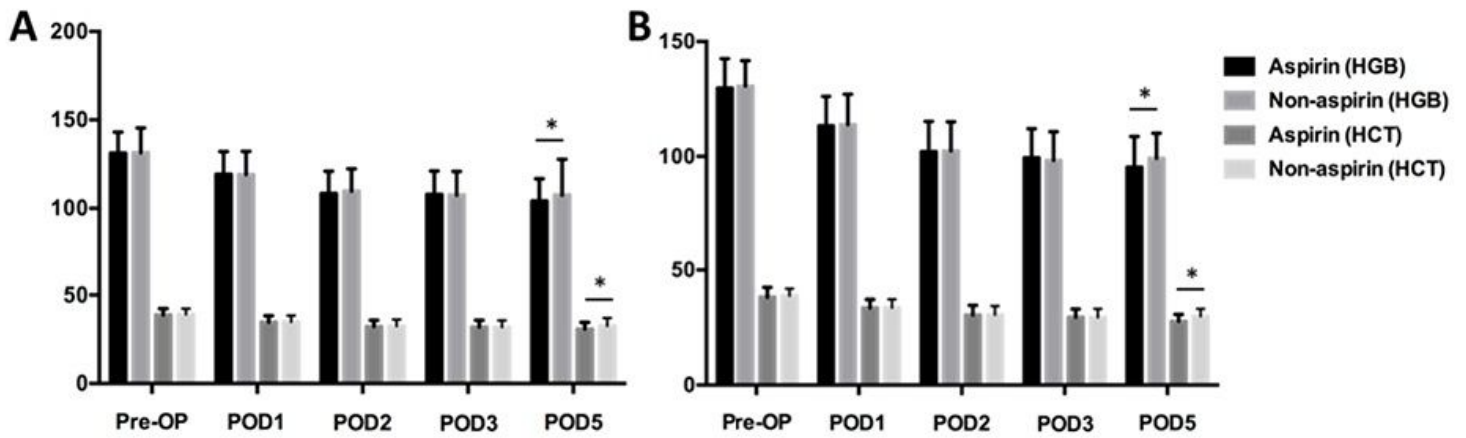 A
200
150
100
50
0
*
*
Pre-OP POD1 POD2 POD3 POD5
B
150
100
50
0
*
*
Pre-OP POD1 POD2 POD3 POD5
Aspirin (HGB)
Non-aspirin (HGB)
Aspirin (HCT)
Non-aspirin (HCT)